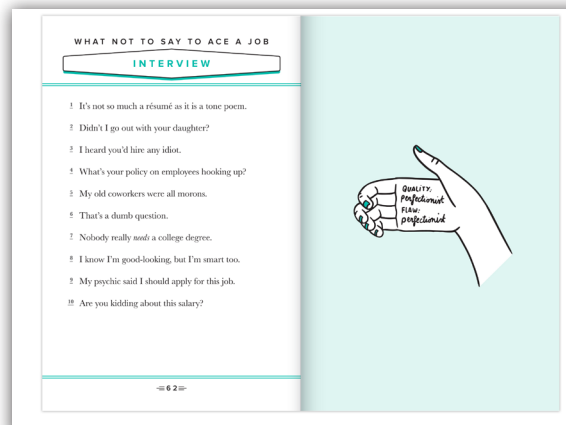 WHAT NOT TO SAY TO ACE A JOB
INTERVIEW
1 It's not so much a résumé as it is a tone poem.
2 Didn't I go out with your daughter?
3 I heard you'd hire any idiot.
4 What's your policy on employees hooking up?
5 My old coworkers were all morons.
6 That's a dumb question.
7 Nobody really needs a college degree.
8 I know I'm good-looking, but I'm smart too.
9 My psychic said I should apply for this job.
10 Are you kidding about this salary?
62
QUALITY:
perfectionist
FLAW:
perfectionist